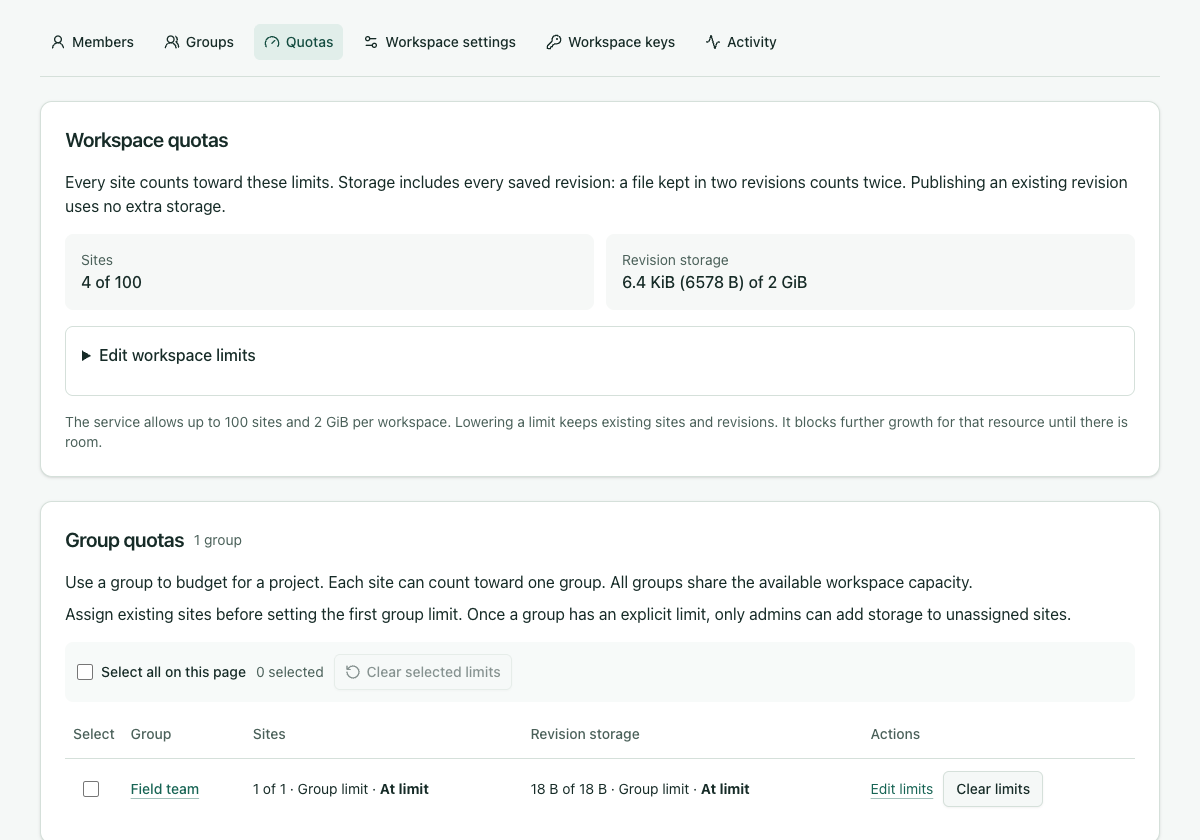 Members Groups Quotas Workspace settings Workspace keys Activity
Workspace quotas
Every site counts toward these limits. Storage includes every saved revision: a file kept in two revisions counts twice. Publishing an existing revision
uses no extra storage.
Sites
4 of 100
Revision storage
6.4 KiB (6578 B) of 2 GiB
Edit workspace limits
The service allows up to 100 sites and 2 GiB per workspace. Lowering a limit keeps existing sites and revisions. It blocks further growth for that resource until there is
room.
Group quotas 1 group
Use a group to budget for a project. Each site can count toward one group. All groups share the available workspace capacity.
Assign existing sites before setting the first group limit. Once a group has an explicit limit, only admins can add storage to unassigned sites.
Select all on this page 0 selected Clear selected limits
Select Group Sites Revision storage Actions
Field team 1 of 1 · Group limit · At limit 18 B of 18 B · Group limit · At limit Edit limits Clear limits